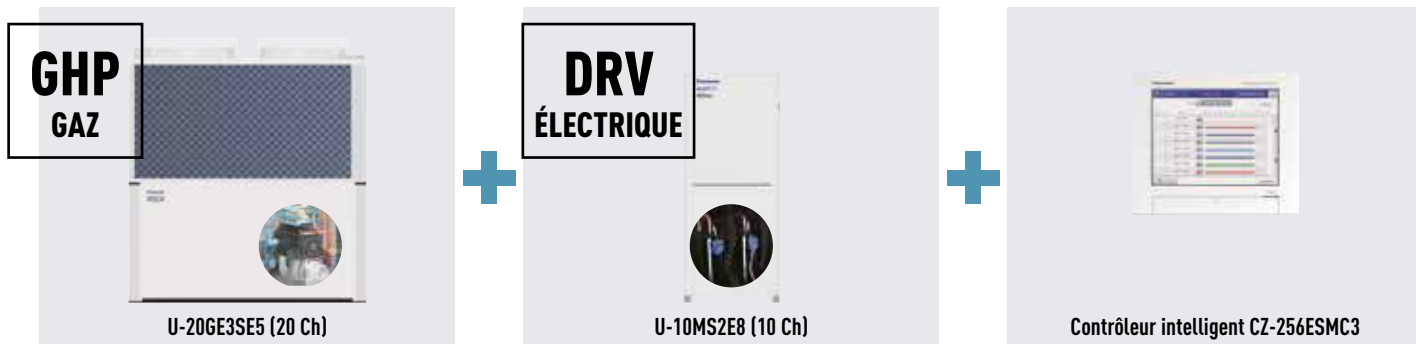 GHP
GAZ
U-20GE3SE5 (20 Ch)
DRV
ÉLECTRIQUE
U-10MS2E8 (10 Ch)
Contrôleur intelligent CZ-256ESMC3